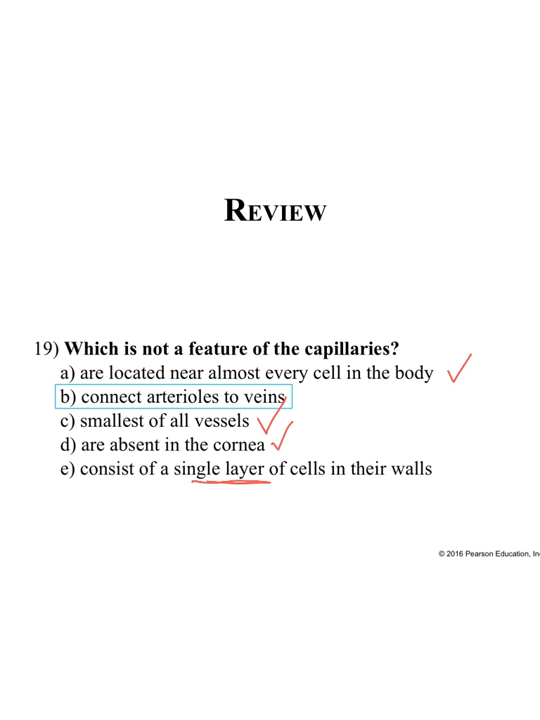 REVIEW
19) Which is not a feature of the capillaries?
a) are located near almost every cell in the body
b) connect arterioles to veins
c) smallest of all vessels
d) are absent in the cornea
e) consist of a single layer of cells in their walls
© 2016 Pearson Education, In